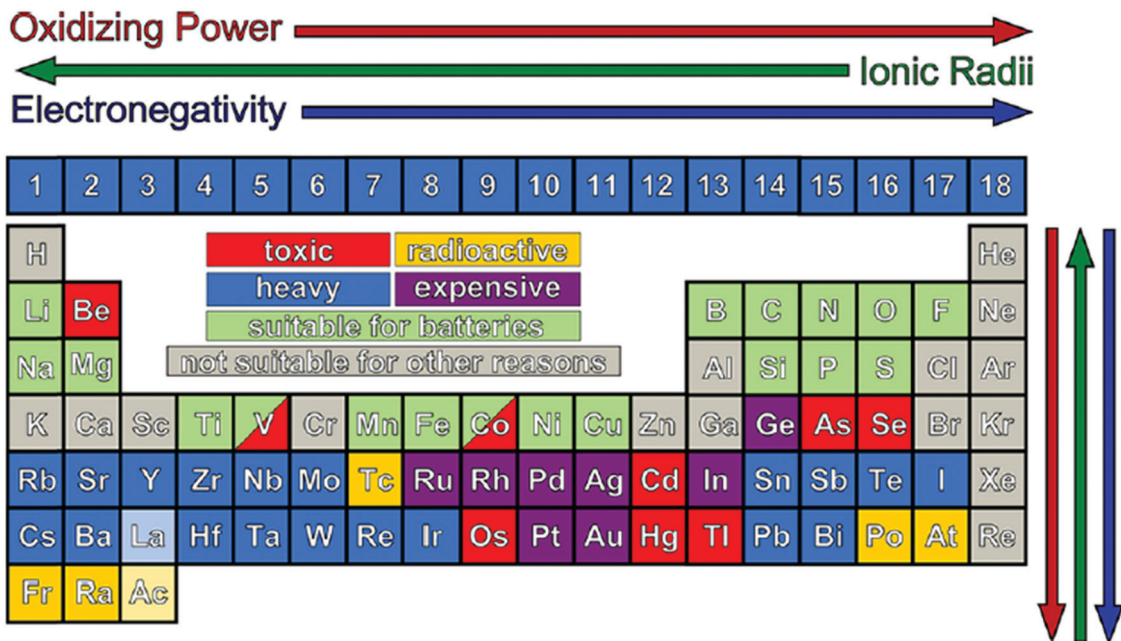 Oxidizing Power
Ionic Radii
Electronegativity
1 2 3 4 5 6 7 8 9 10 11 12 13 14 15 16 17 18
H toxic radioactive He
heavy expensive
Li Be suitable for batteries B C N O F Ne
Na Mg not suitable for other reasons Al Si P S Cl Ar
K Ca Sc Ti V Cr Mn Fe Co Ni Cu Zn Ga Ge As Se Br Kr
Rb Sr Y Zr Nb Mo Tc Ru Rh Pd Ag Cd In Sn Sb Te I Xe
Cs Ba La Hf Ta W Re Ir Os Pt Au Hg Tl Pb Bi Po At Re
Fr Ra Ac